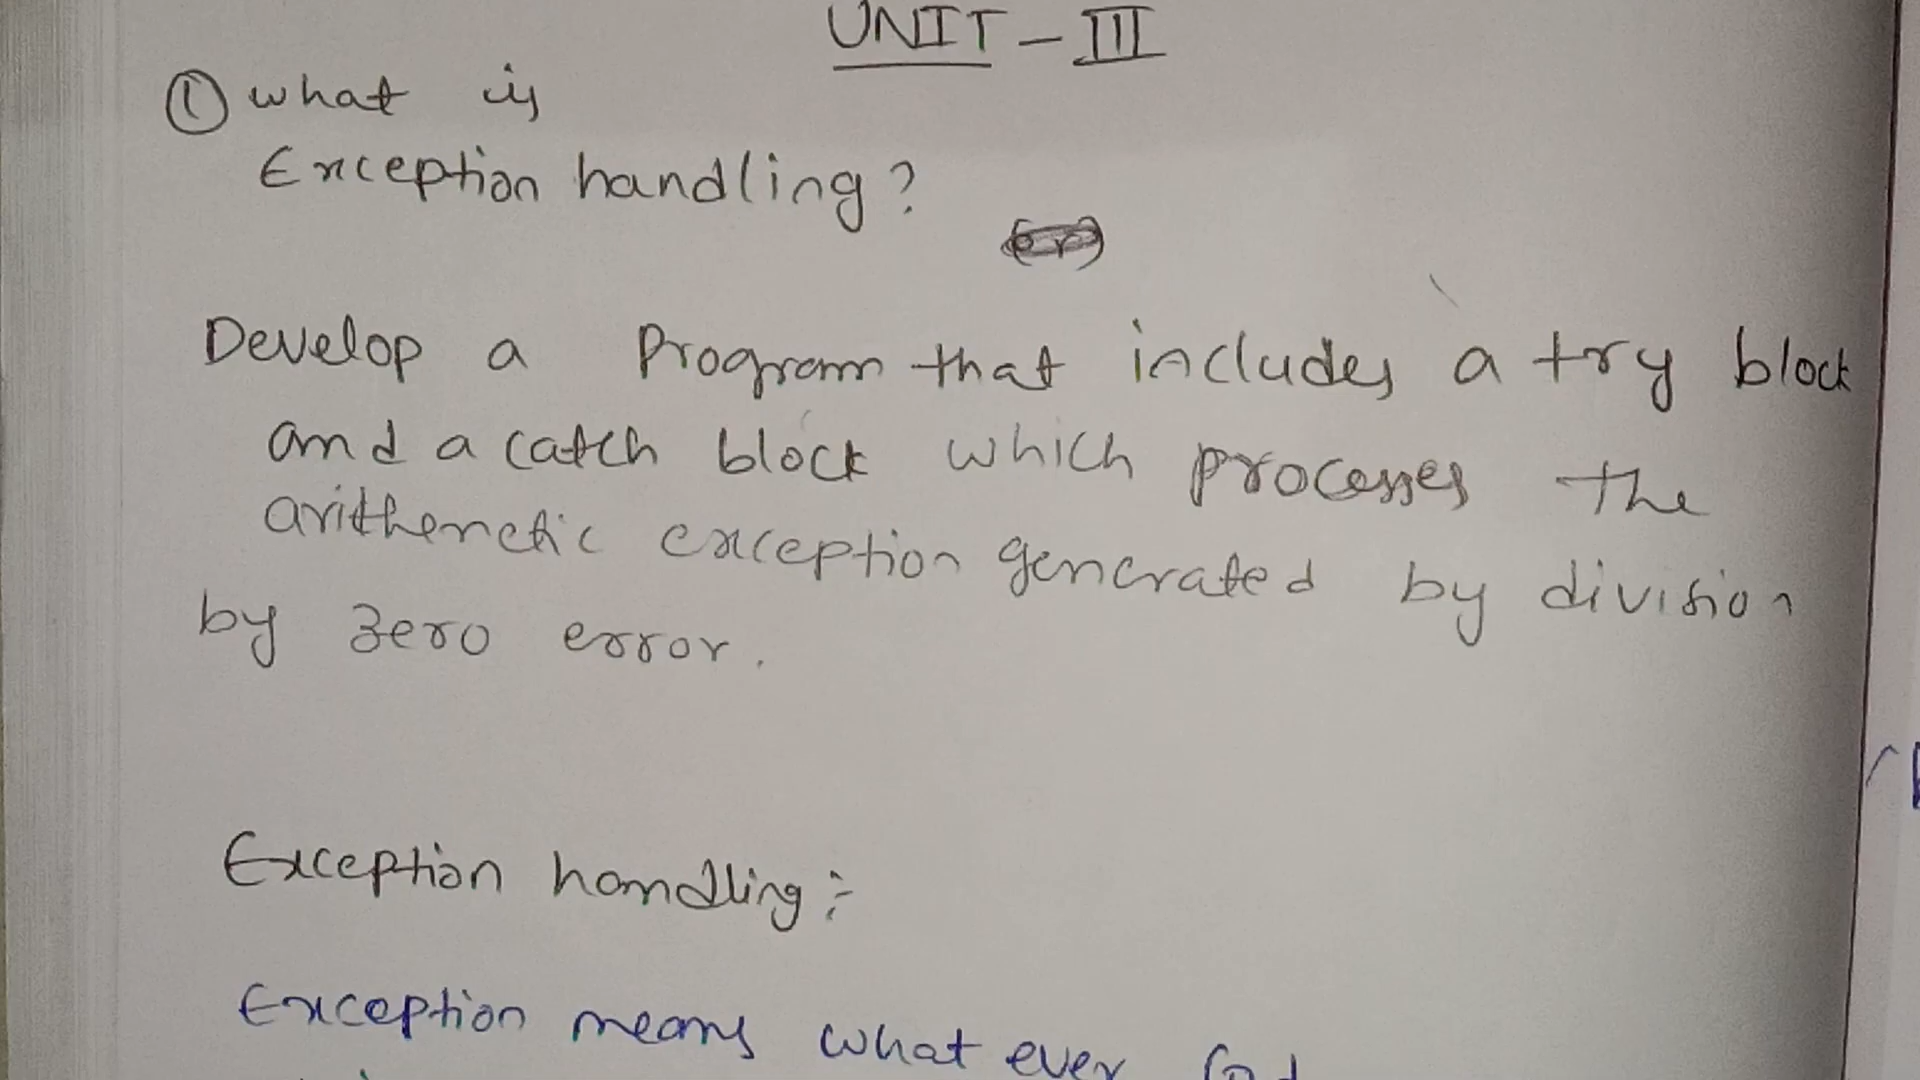 UNIT - III
① what is
Exception handling?
(or)
Develop a Program that includes a try block
and a catch block which processes the
arithemetic exception generated by division
by zero error.
Exception handling :-
Exception means what ever